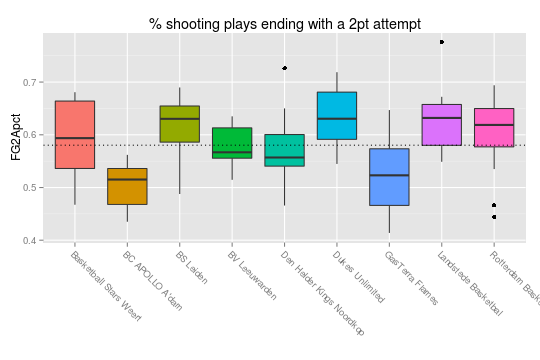 % shooting plays ending with a 2pt attempt
FG2Apct
0.7
0.6
0.5
0.4
Basketball Stars Weert
BC APOLLO A'dam
BS Leiden
BV Leeuwarden
Den Helder Kings Noordkop
Dukes Unlimited
GasTerra Flames
Landstede Basketbal
Rotterdam Bask